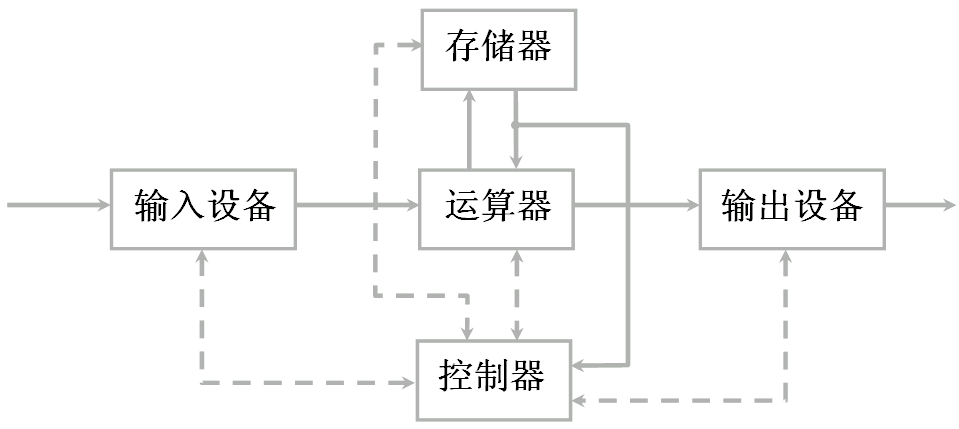 存储器
输入设备
运算器
输出设备
控制器